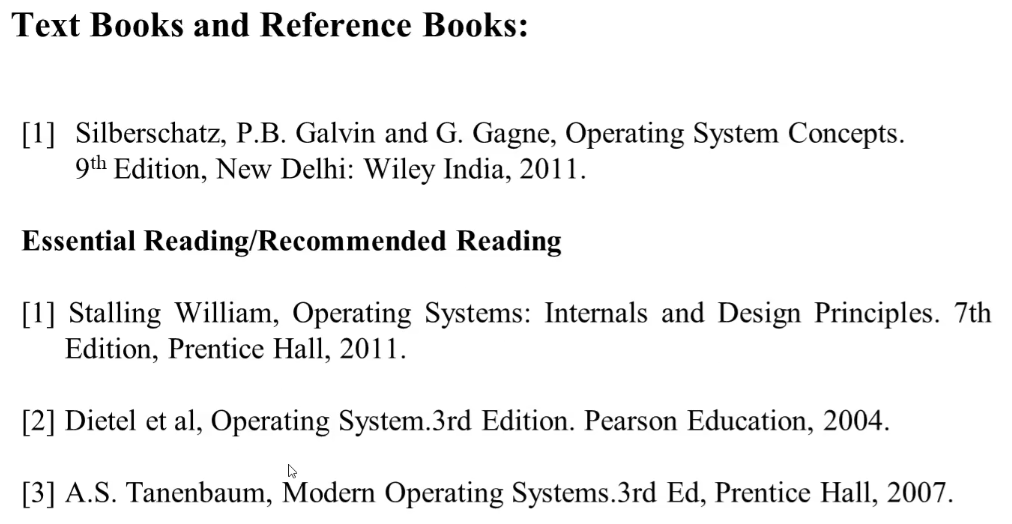 Text Books and Reference Books:
[1] Silberschatz, P.B. Galvin and G. Gagne, Operating System Concepts.
9th Edition, New Delhi: Wiley India, 2011.
Essential Reading/Recommended Reading
[1] Stalling William, Operating Systems: Internals and Design Principles. 7th
Edition, Prentice Hall, 2011.
[2] Dietel et al, Operating System.3rd Edition. Pearson Education, 2004.
[3] A.S. Tanenbaum, Modern Operating Systems.3rd Ed, Prentice Hall, 2007.